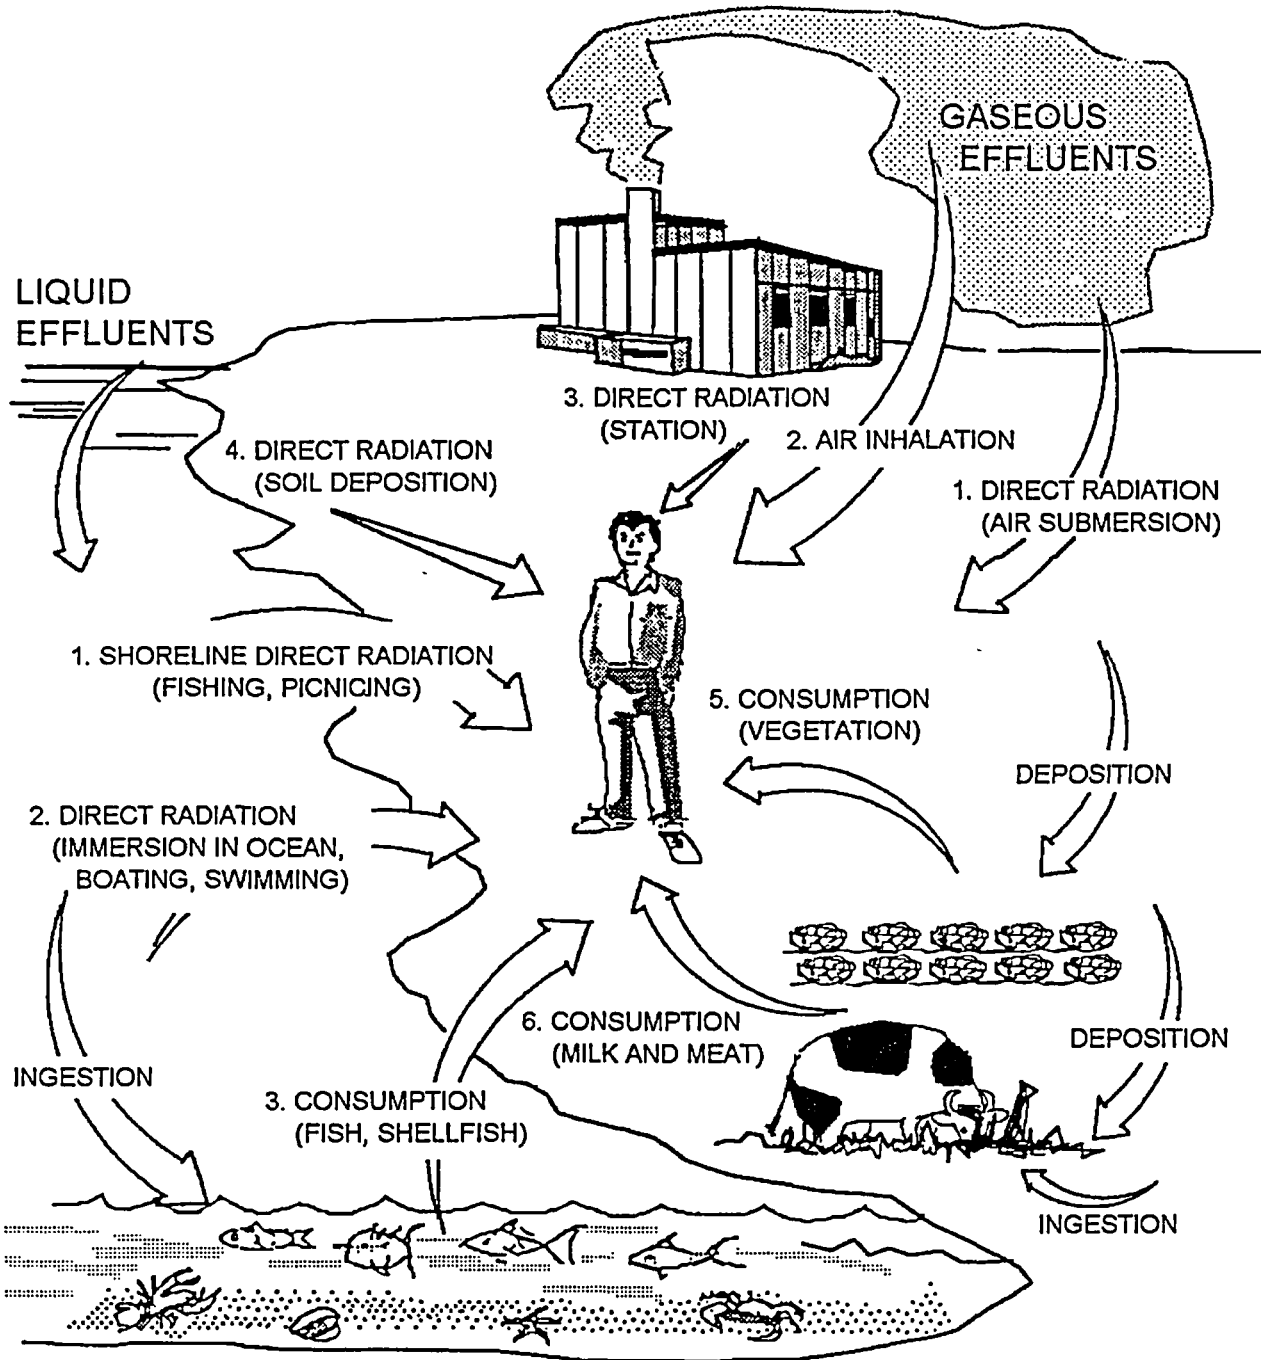 GASEOUS
EFFLUENTS
LIQUID
EFFLUENTS
3. DIRECT RADIATION
(STATION)
2. AIR INHALATION
4. DIRECT RADIATION
(SOIL DEPOSITION)
1. DIRECT RADIATION
(AIR SUBMERSION)
1. SHORELINE DIRECT RADIATION
(FISHING, PICNICING)
5. CONSUMPTION
(VEGETATION)
DEPOSITION
2. DIRECT RADIATION
(IMMERSION IN OCEAN,
BOATING, SWIMMING)
6. CONSUMPTION
(MILK AND MEAT)
DEPOSITION
INGESTION
3. CONSUMPTION
(FISH, SHELLFISH)
INGESTION